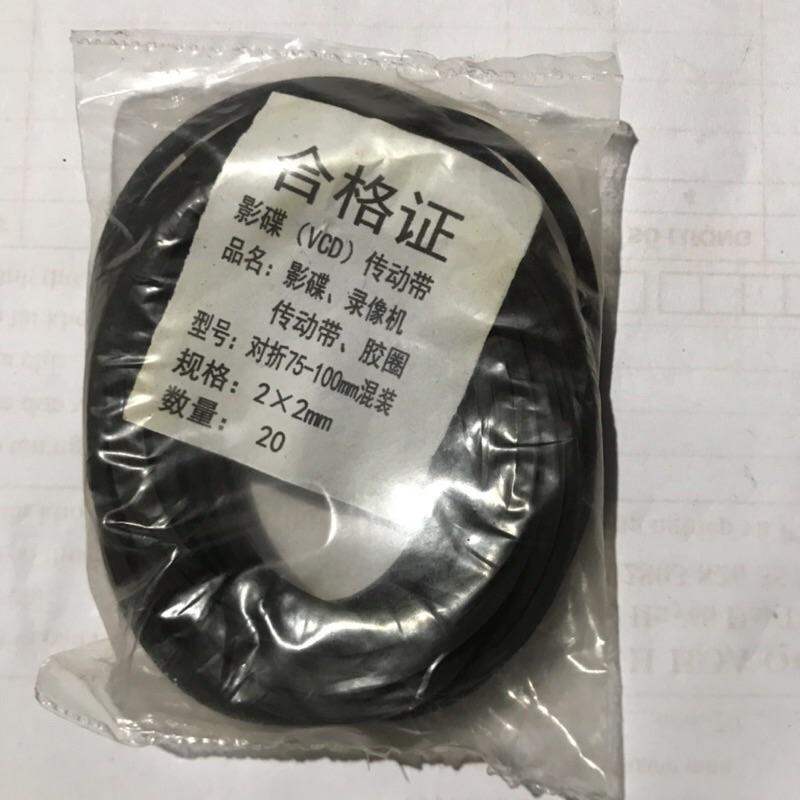 合格证
影碟（VCD）传动带
品名：影碟、录像机
传动带、胶圈
型号：对折75-100mm混装
规格：2×2mm
数量：20